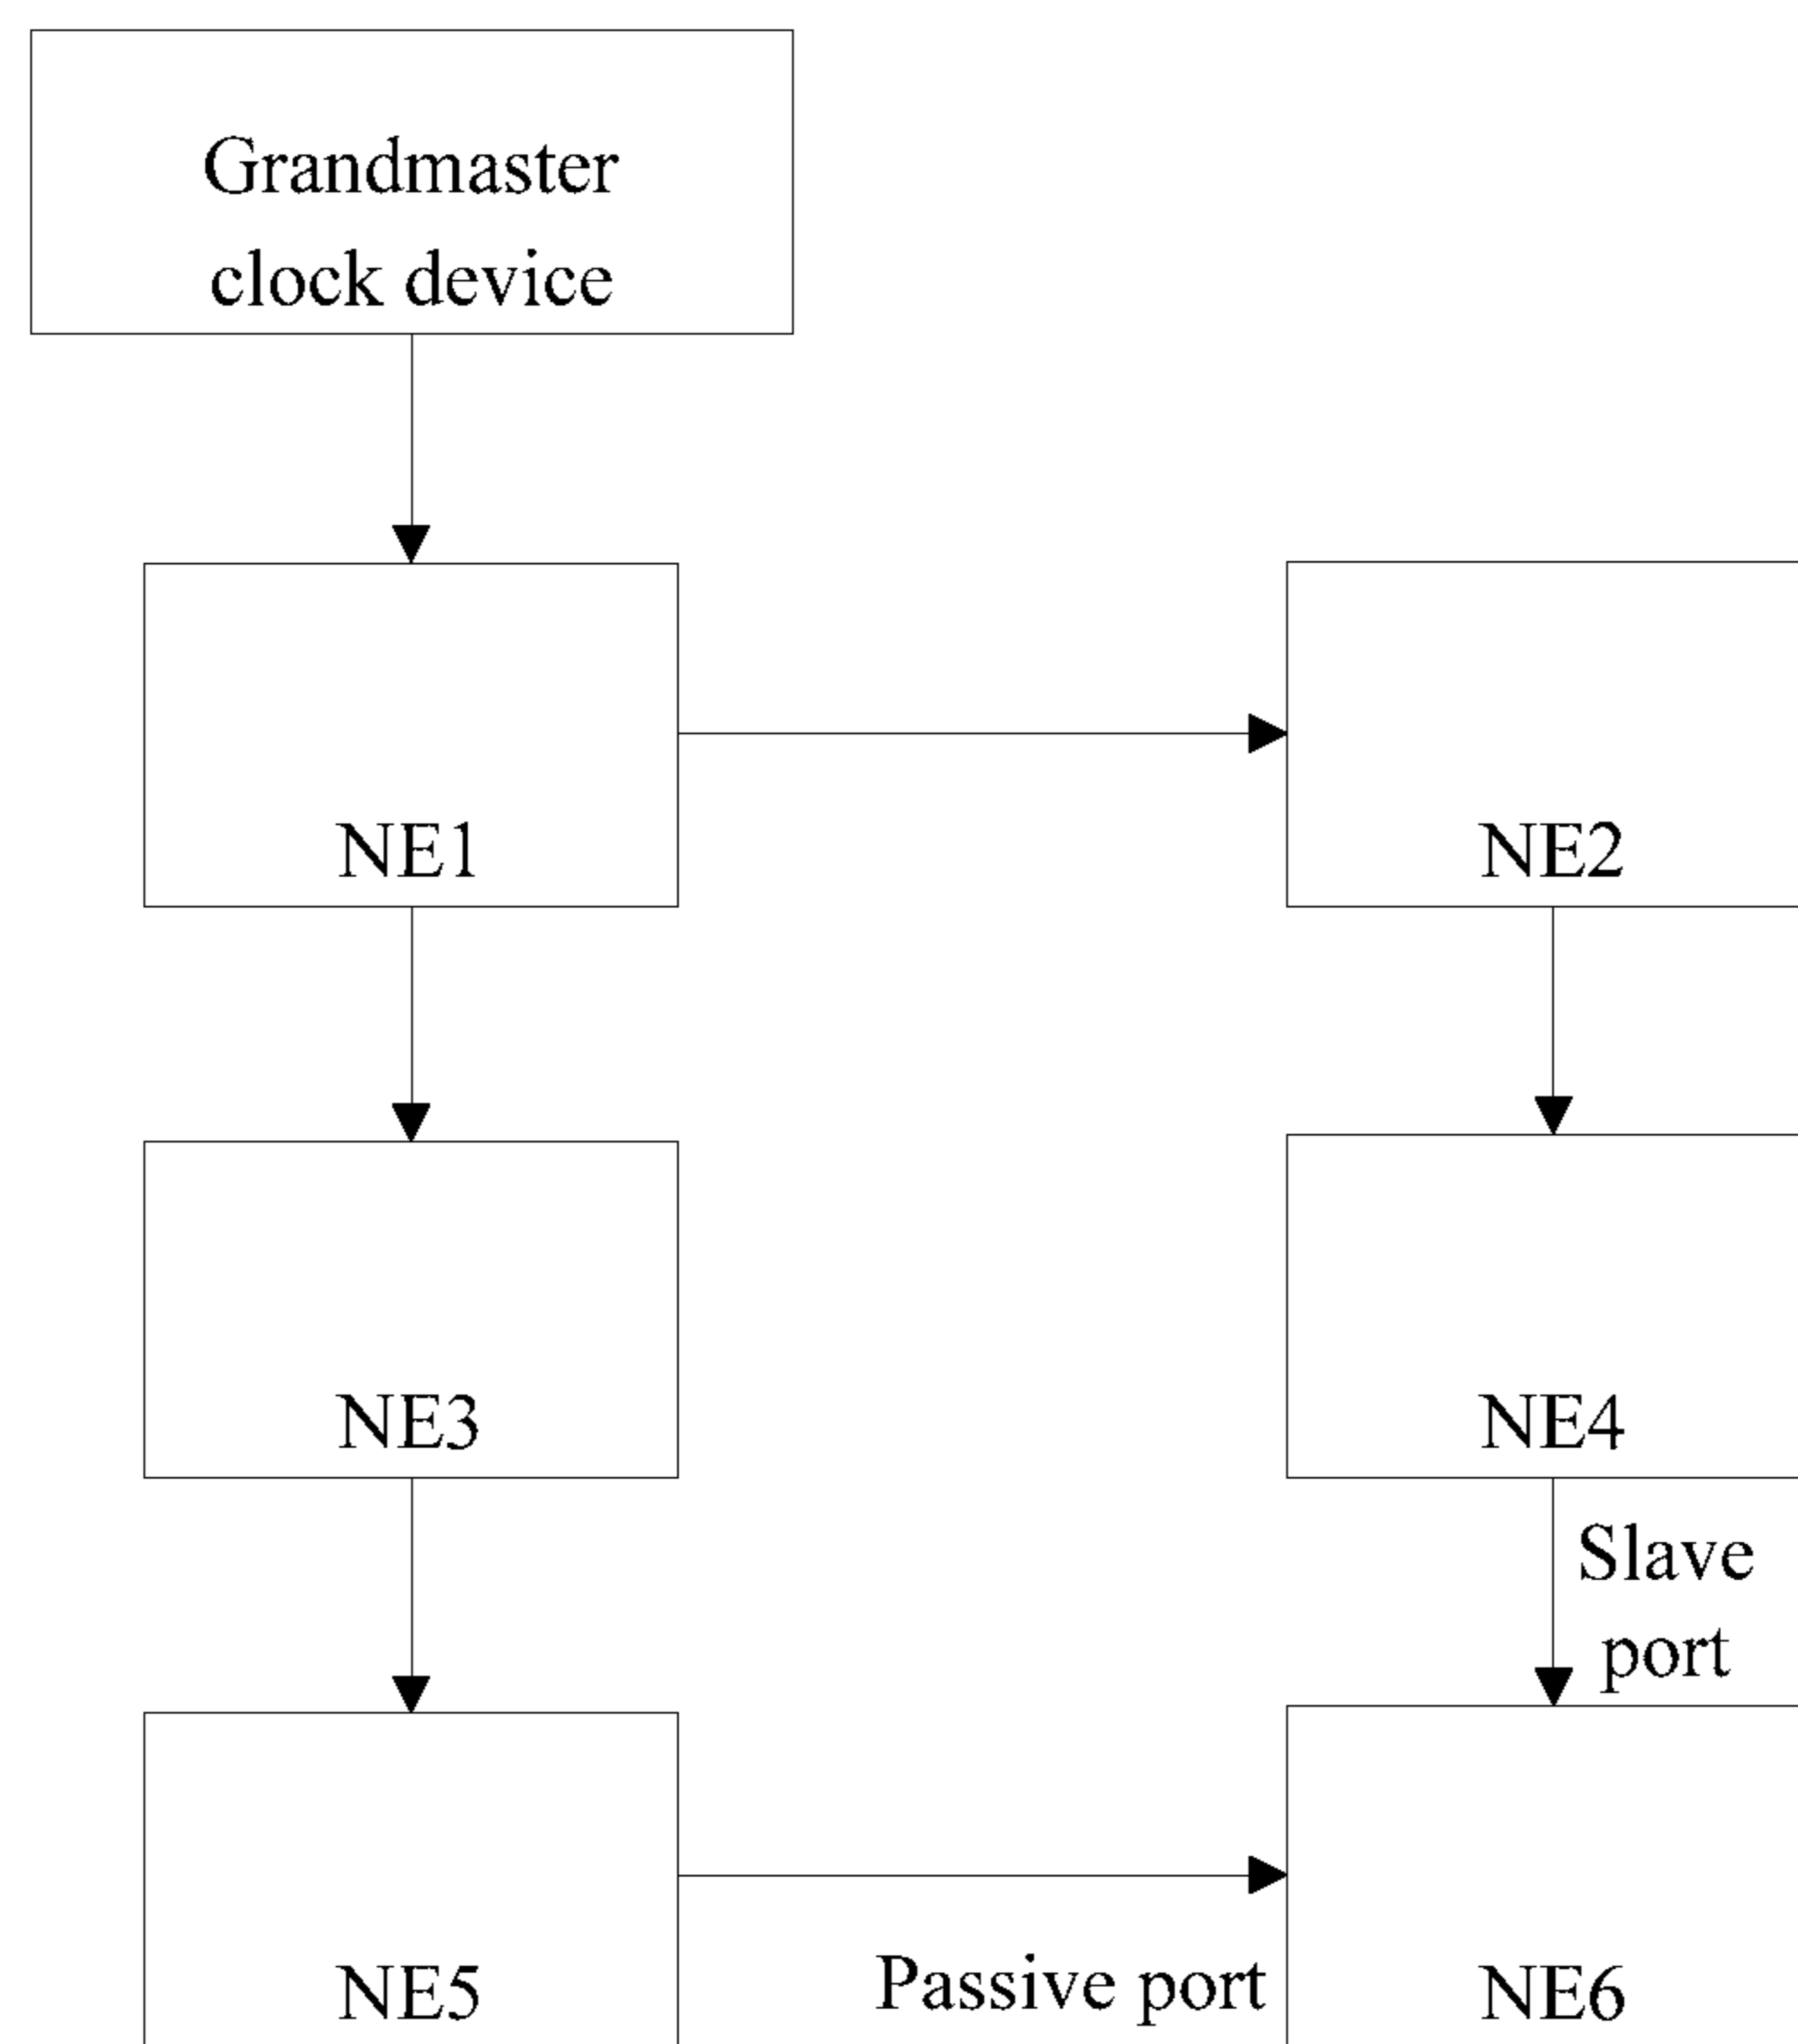 Grandmaster
clock device
NE1
NE2
NE3
NE4
Slave
port
NE5
Passive port
NE6